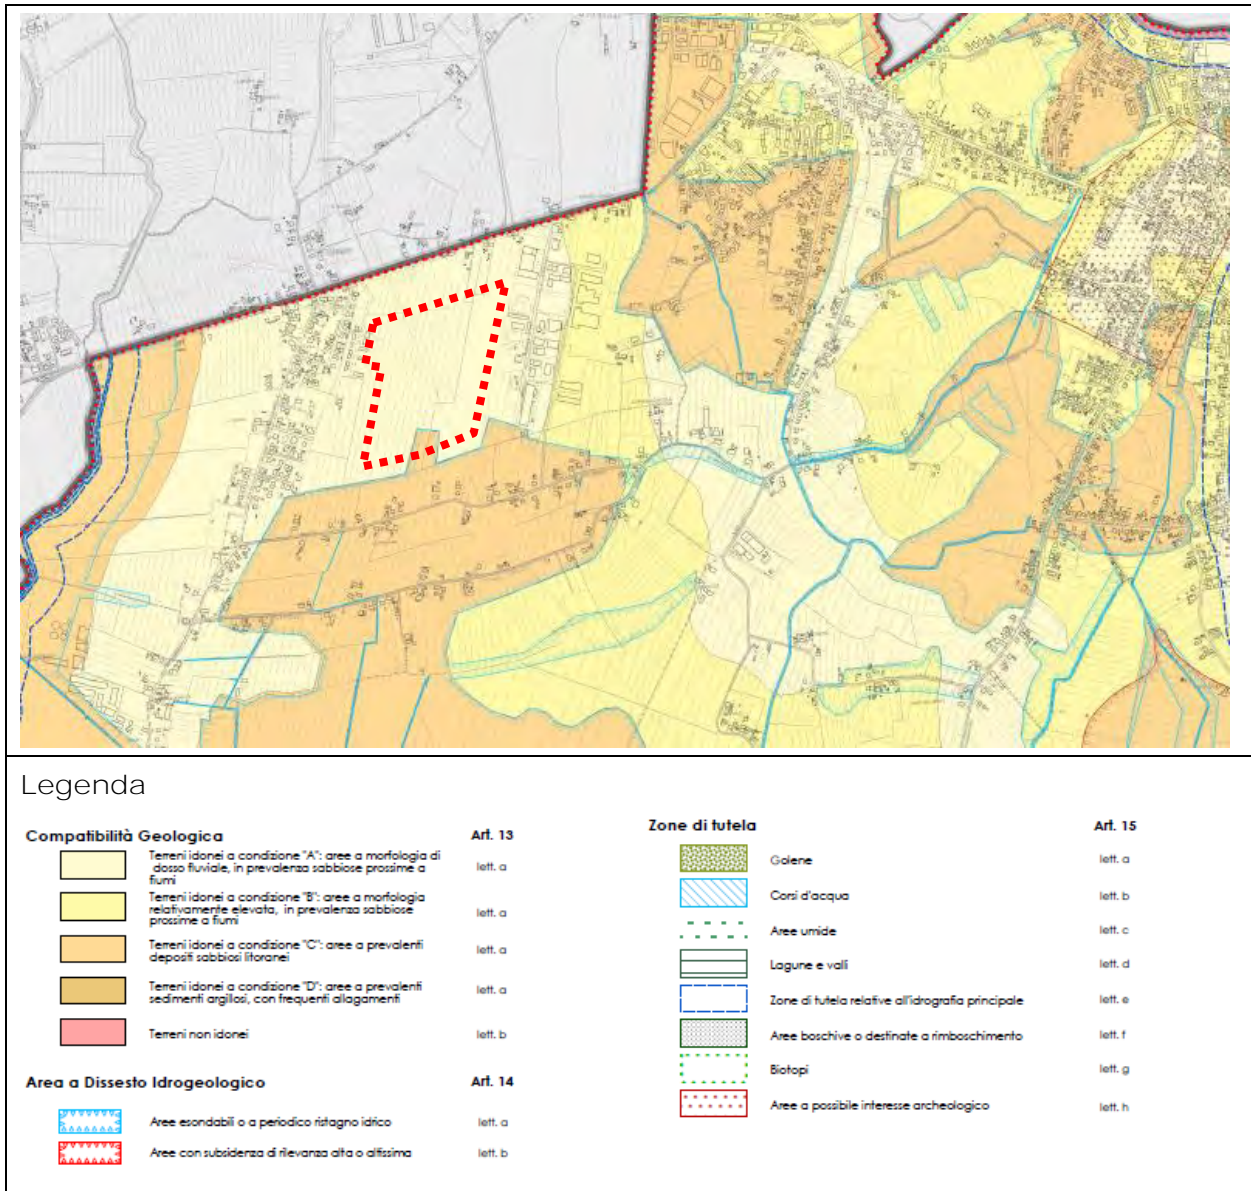 Legenda
Compatibilità Geologica
Art. 13
Terreni idonei a condizione "A": aree a morfologia di
dosso fluviale, in prevalenza sabbiose prossime a
fiumi
lett. a
Terreni idonei a condizione "B": aree a morfologia
relativamente elevata, in prevalenza sabbiose
prossime a fiumi
lett. a
Terreni idonei a condizione "C": aree a prevalenti
depositi sabbiosi litoranei
lett. a
Terreni idonei a condizione "D": aree a prevalenti
sedimenti argillosi, con frequenti allagamenti
lett. a
Terreni non idonei
lett. b
Area a Dissesto Idrogeologico
Art. 14
Aree esondabili o a periodico ristagno idrico
lett. a
Aree con subsidenza di rilevanza alta o altissima
lett. b
Zone di tutela
Art. 15
Golene
lett. a
Corsi d'acqua
lett. b
Aree umide
lett. c
Lagune e valli
lett. d
Zone di tutela relative all'idrografia principale
lett. e
Aree boschive o destinate a rimboschimento
lett. f
Biotopi
lett. g
Aree a possibile interesse archeologico
lett. h